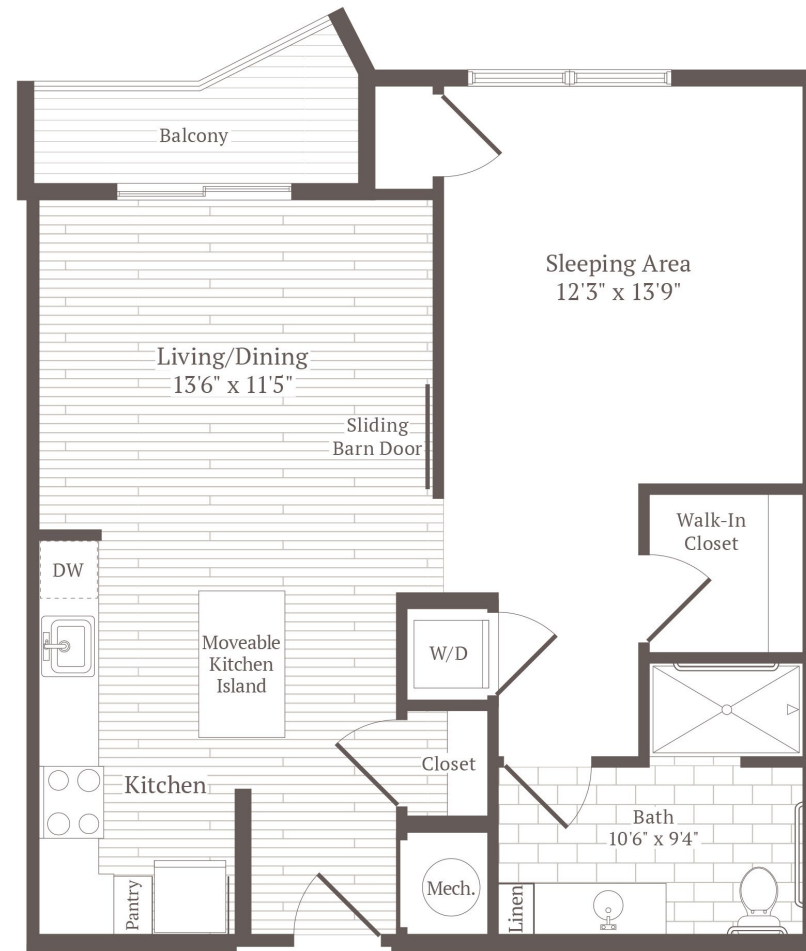 Balcony
Sleeping Area
12'3" x 13'9"
Living/Dining
13'6" x 11'5"
Sliding
Barn Door
Walk-In
Closet
DW
Moveable
Kitchen
Island
W/D
Closet
Kitchen
Bath
10'6" x 9'4"
Mech.
Pantry
Linen